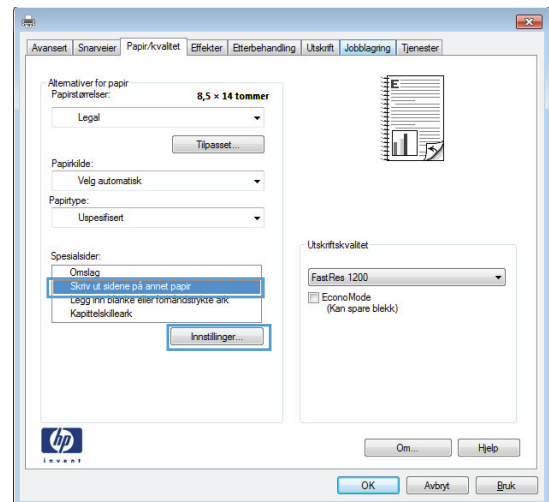 Avansert Snarveier Papir/kvalitet Effekter Etterbehandling Utskrift Jobblagring Tjenester
Alternativer for papir
Papirstørrelser: 8,5 × 14 tommer
Legal
Tilpasset...
Papirkilde:
Velg automatisk
Papirtype:
Uspesifisert
Spesialsider:
Omslag
Skriv ut sidene på annet papir
Legg inn blanke eller forhåndstrykte ark
Kapittelskilleark
Innstillinger...
E
Utskriftskvalitet
FastRes 1200
EconoMode
(Kan spare blekk)
hp
invent
Om... Hjelp
OK Avbryt Bruk